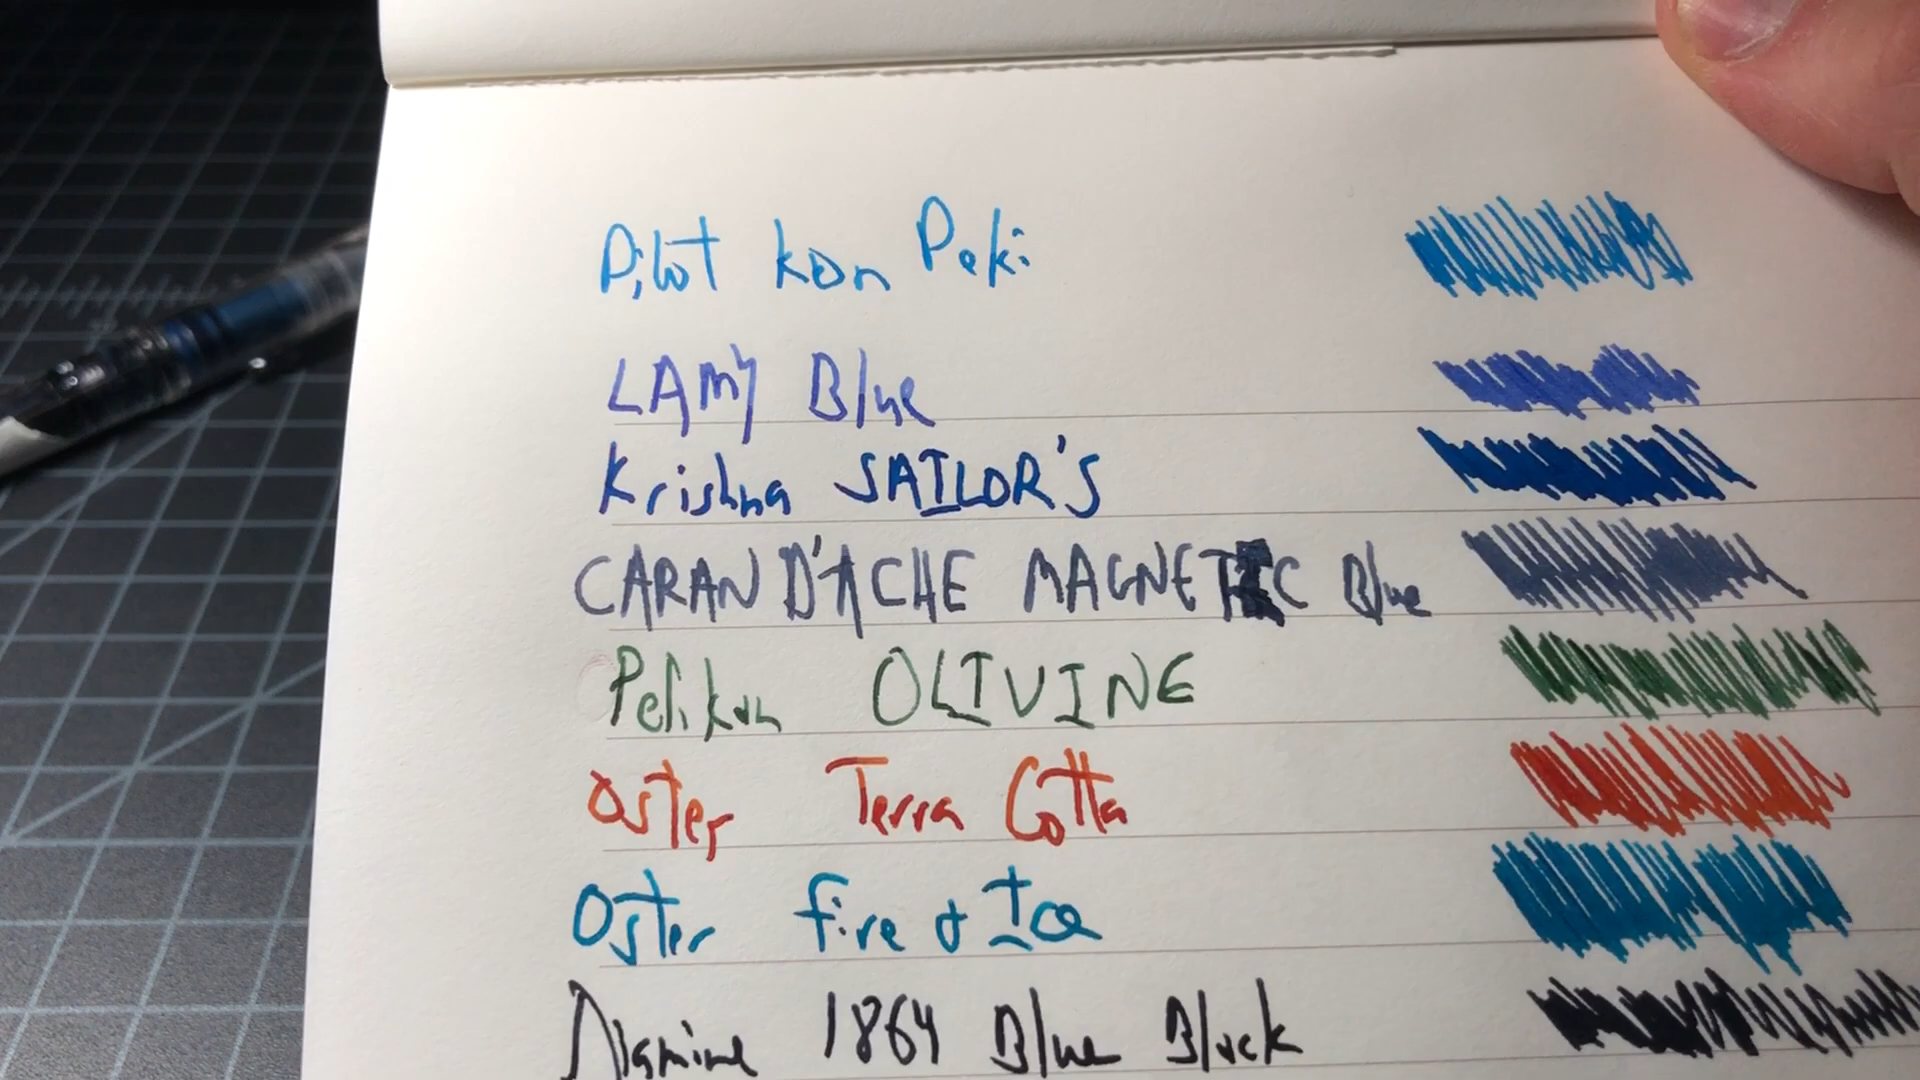 Pilot kon Peki
LAMY Blue
Krishna SAILOR'S
CARAN D'ACHE MAGNETIC Blue
Pelikan OLIVINE
Oster Terra Cotta
Oster fire & Ice
Diamine 1864 Blue Black